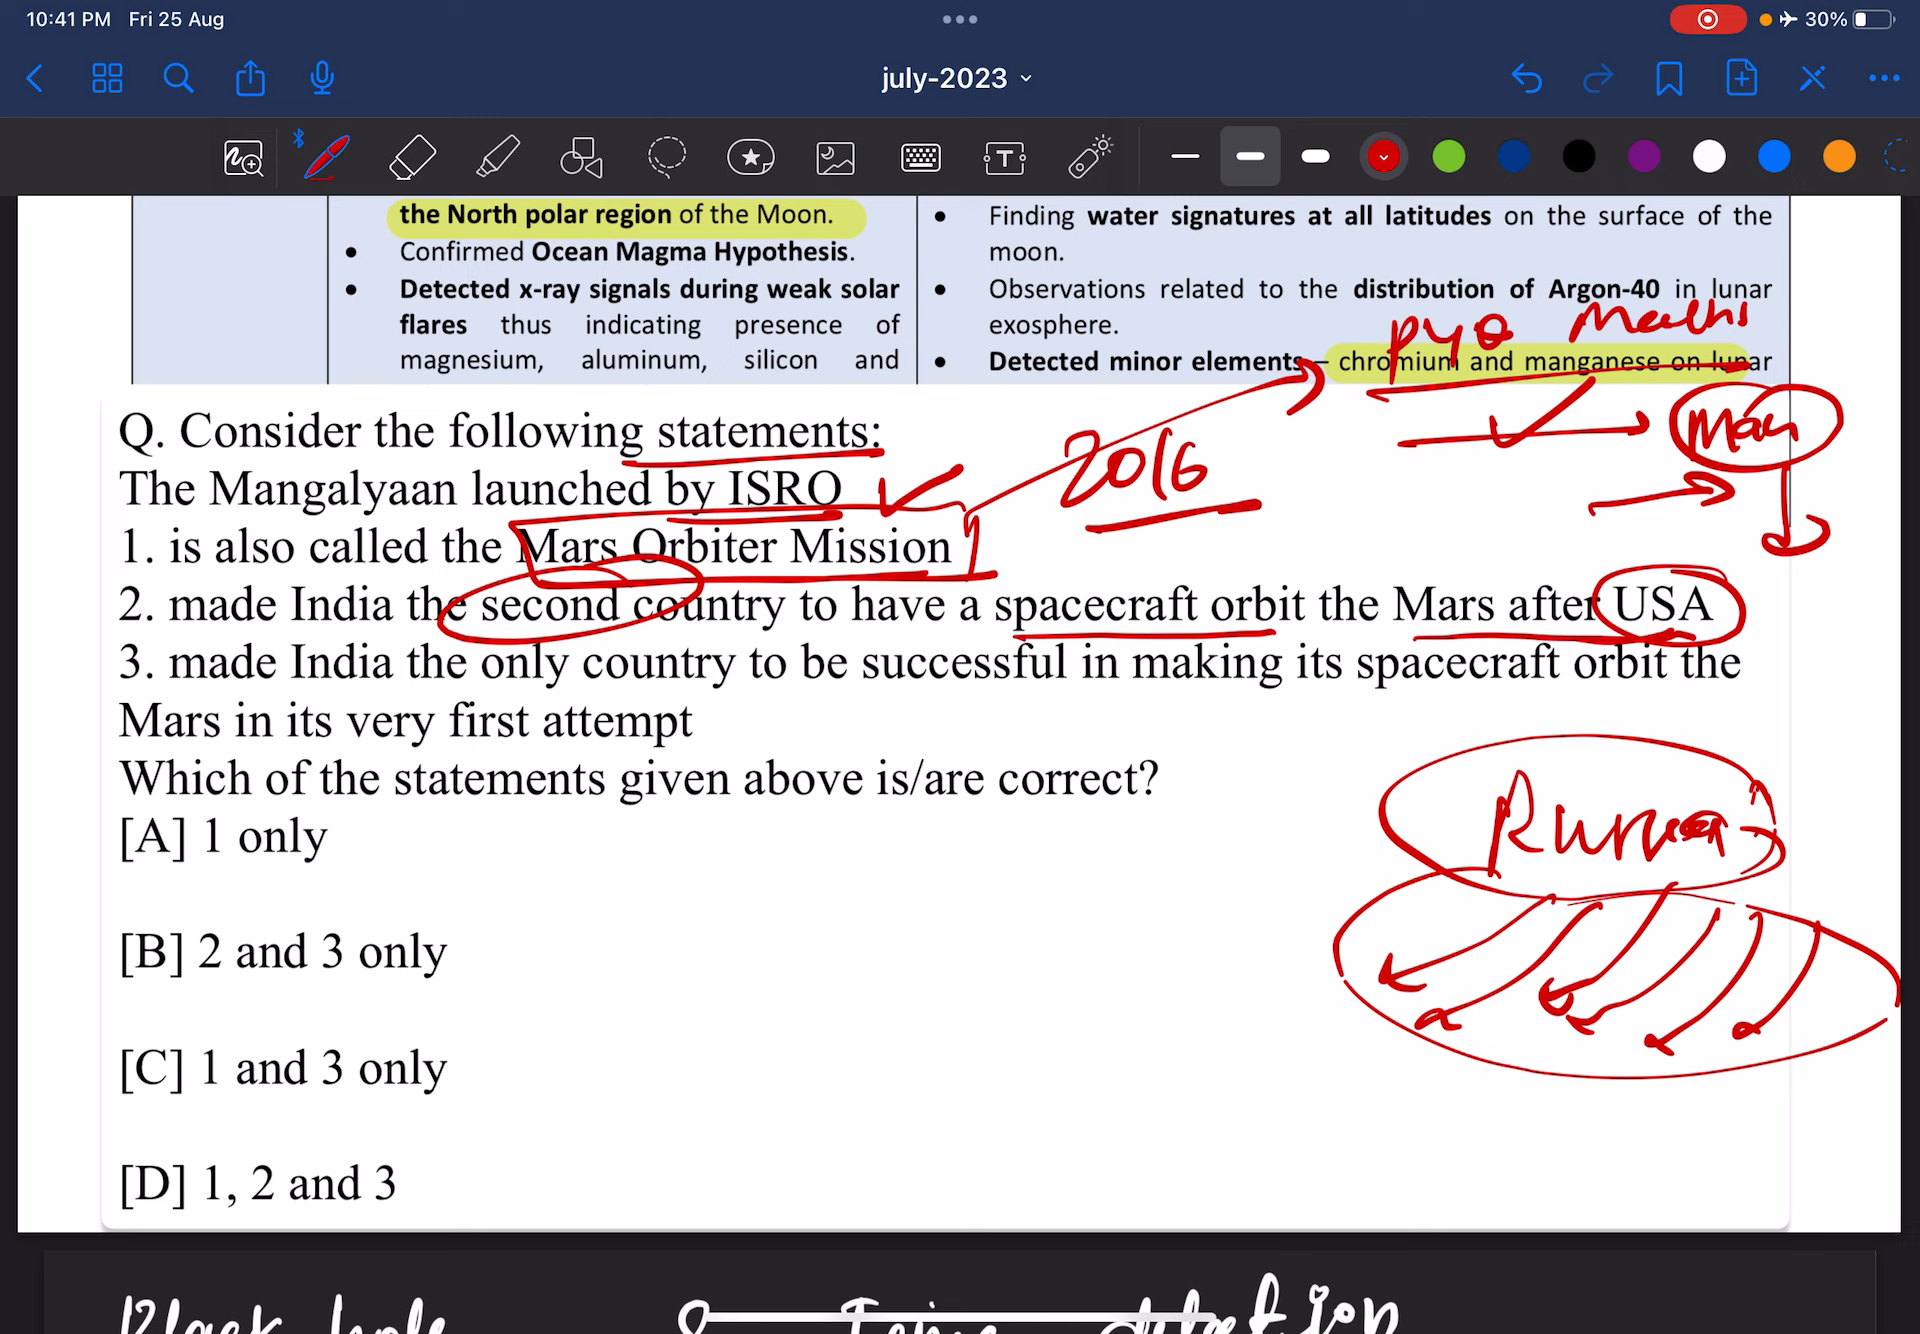 10:41 PM Fri 25 Aug
30%
july-2023
the North polar region of the Moon.
• Confirmed Ocean Magma Hypothesis.
• Detected x-ray signals during weak solar
flares thus indicating presence of
magnesium, aluminum, silicon and
• Finding water signatures at all latitudes on the surface of the
moon.
• Observations related to the distribution of Argon-40 in lunar
exosphere.
• Detected minor elements – chromium and manganese on lunar
PYQ Maths
2016
Q. Consider the following statements:
The Mangalyaan launched by ISRO
1. is also called the Mars Orbiter Mission
2. made India the second country to have a spacecraft orbit the Mars after USA
3. made India the only country to be successful in making its spacecraft orbit the
Mars in its very first attempt
Which of the statements given above is/are correct?
[A] 1 only
[B] 2 and 3 only
[C] 1 and 3 only
[D] 1, 2 and 3
Black hole